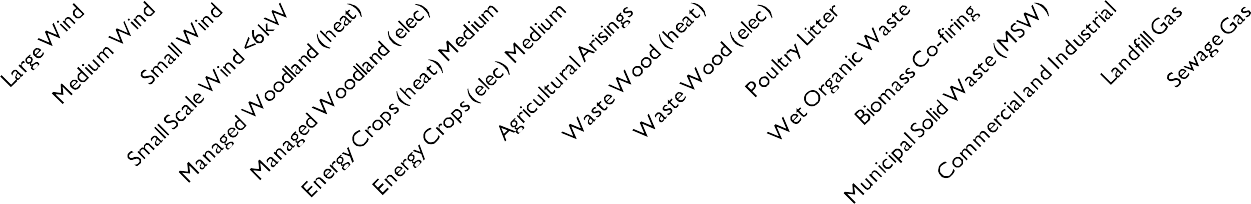 Large Wind
Medium Wind
Small Wind
Small Scale Wind <6kW
Managed Woodland (heat)
Managed Woodland (elec)
Energy Crops (heat) Medium
Energy Crops (elec) Medium
Agricultural Arisings
Waste Wood (heat)
Waste Wood (elec)
Poultry Litter
Wet Organic Waste
Biomass Co-firing
Municipal Solid Waste (MSW)
Commercial and Industrial
Landfill Gas
Sewage Gas